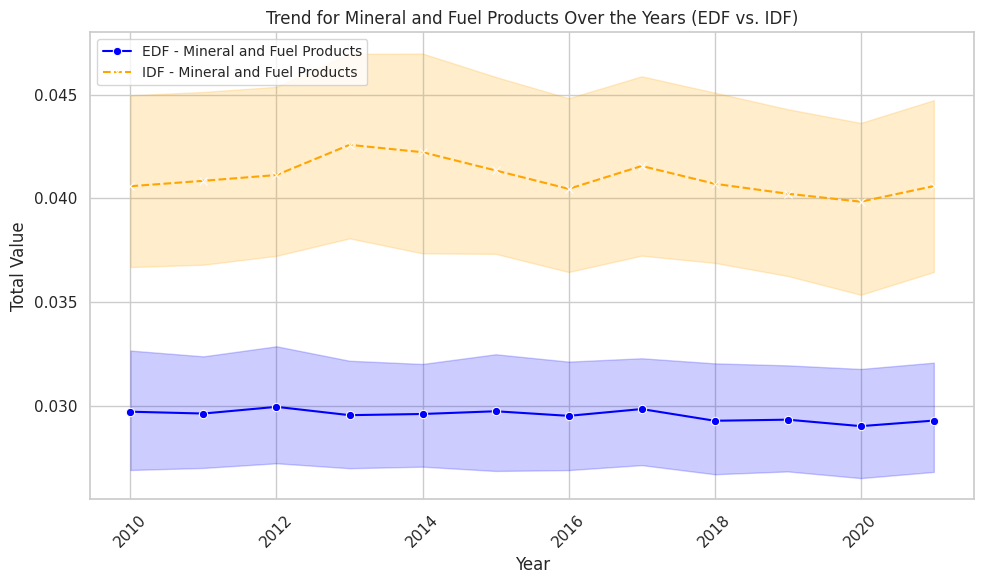 Trend for Mineral and Fuel Products Over the Years (EDF vs. IDF)
EDF - Mineral and Fuel Products
IDF - Mineral and Fuel Products
Total Value
0.045
0.040
0.035
0.030
2010
2012
2014
2016
2018
2020
Year